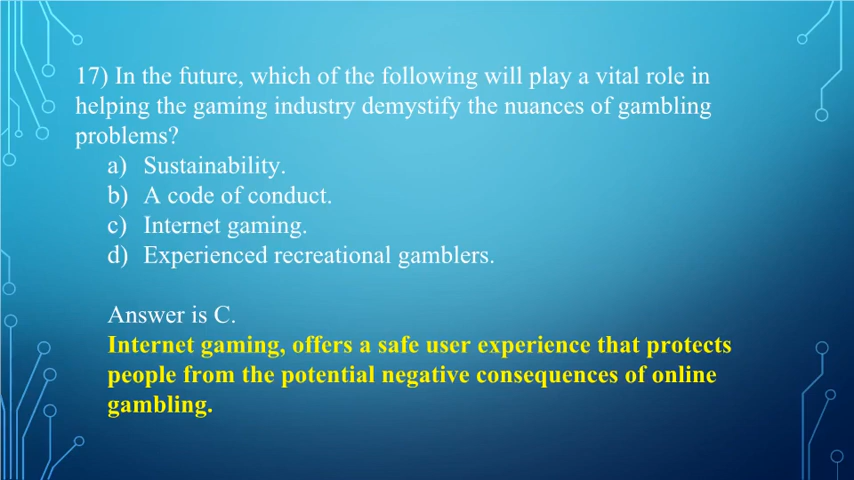 17) In the future, which of the following will play a vital role in
helping the gaming industry demystify the nuances of gambling
problems?
a) Sustainability.
b) A code of conduct.
c) Internet gaming.
d) Experienced recreational gamblers.
Answer is C.
Internet gaming, offers a safe user experience that protects
people from the potential negative consequences of online
gambling.